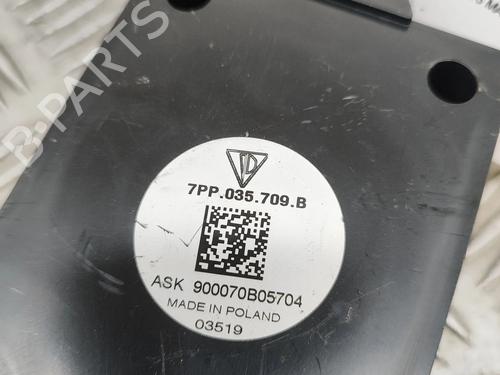 B-PARTS
7PP.035.709.B
ASK 900070B05704
MADE IN POLAND
03519